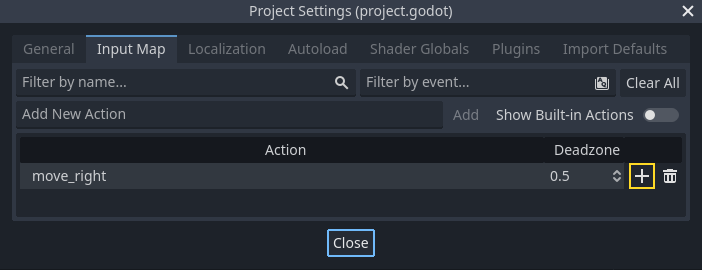 Project Settings (project.godot)
General Input Map Localization Autoload Shader Globals Plugins Import Defaults
Filter by name... Filter by event... Clear All
Add New Action Add Show Built-in Actions
Action Deadzone
move_right 0.5
Close